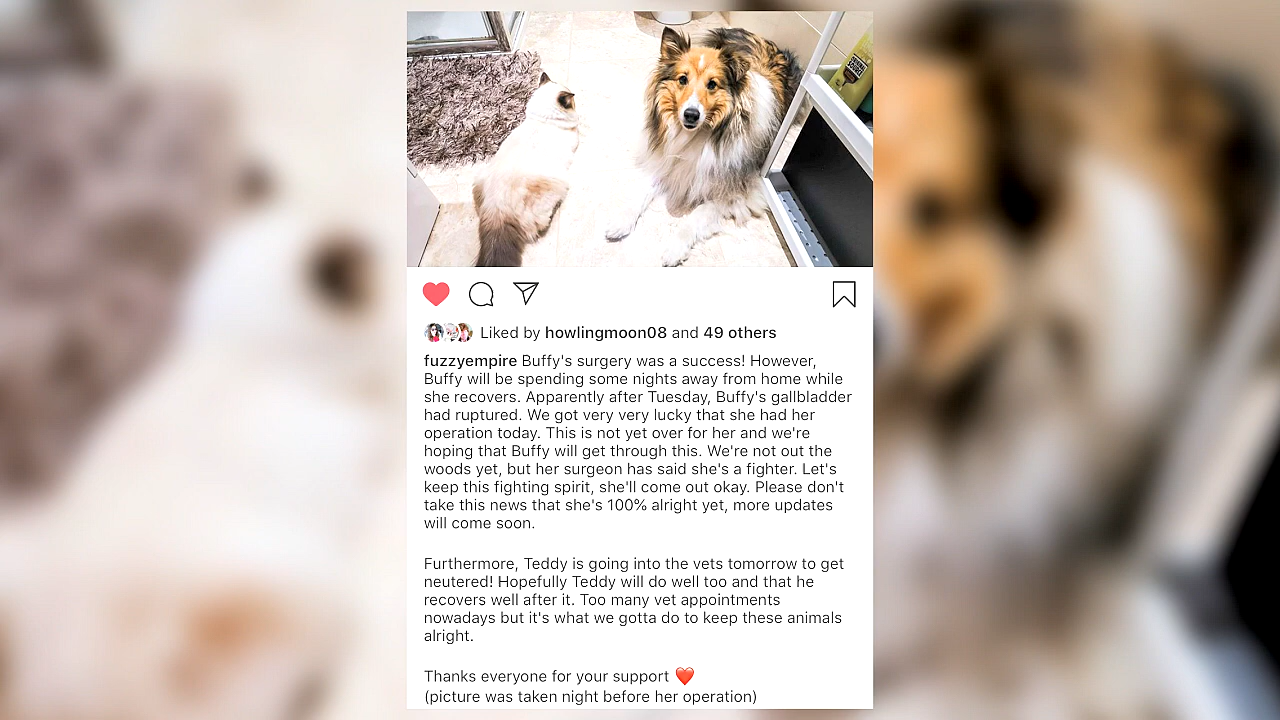 Liked by howlingmoon08 and 49 others
fuzzyempire Buffy's surgery was a success! However,
Buffy will be spending some nights away from home while
she recovers. Apparently after Tuesday, Buffy's gallbladder
had ruptured. We got very very lucky that she had her
operation today. This is not yet over for her and we're
hoping that Buffy will get through this. We're not out the
woods yet, but her surgeon has said she's a fighter. Let's
keep this fighting spirit, she'll come out okay. Please don't
take this news that she's 100% alright yet, more updates
will come soon.
Furthermore, Teddy is going into the vets tomorrow to get
neutered! Hopefully Teddy will do well too and that he
recovers well after it. Too many vet appointments
nowadays but it's what we gotta do to keep these animals
alright.
Thanks everyone for your support ❤️
(picture was taken night before her operation)